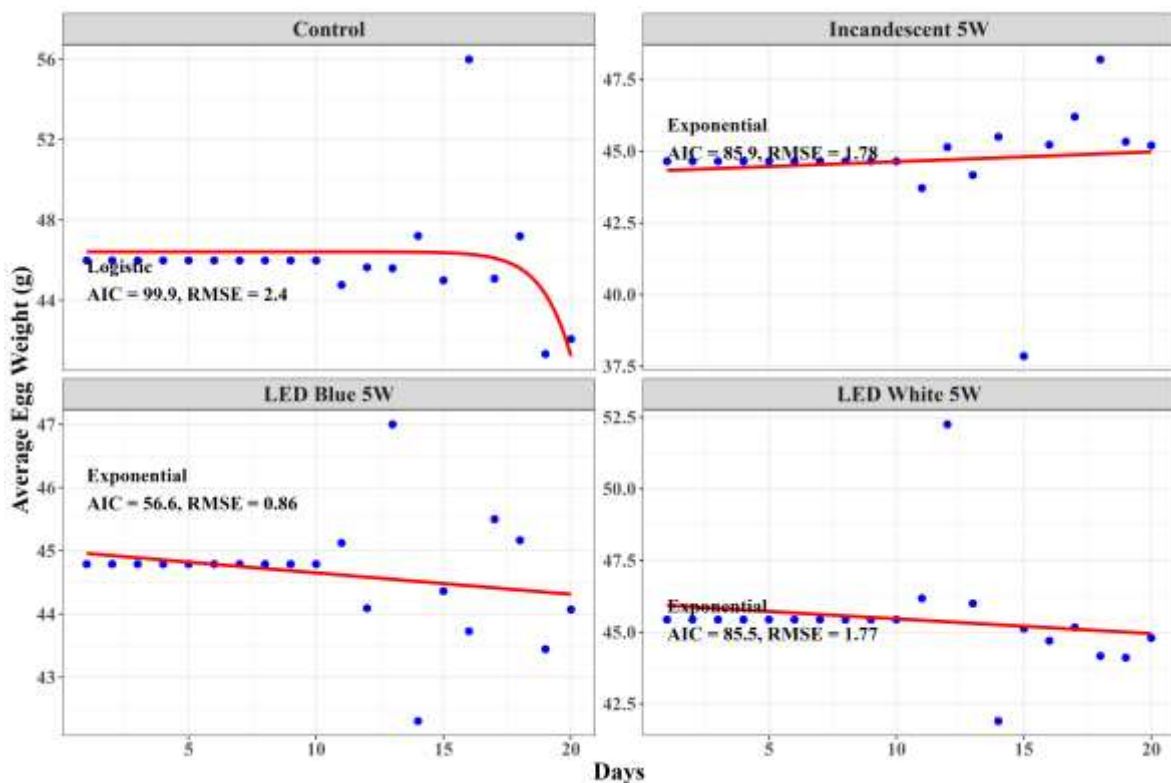 Control
Incandescent 5W
56
52
48
44
Logistic
AIC = 99.9, RMSE = 2.4
47.5
45.0
42.5
40.0
37.5
Exponential
AIC = 85.9, RMSE = 1.78
Average Egg Weight (g)
LED Blue 5W
LED White 5W
47
46
45
44
43
Exponential
AIC = 56.6, RMSE = 0.86
52.5
50.0
47.5
45.0
42.5
Exponential
AIC = 85.5, RMSE = 1.77
5 10 15 20
5 10 15 20
Days